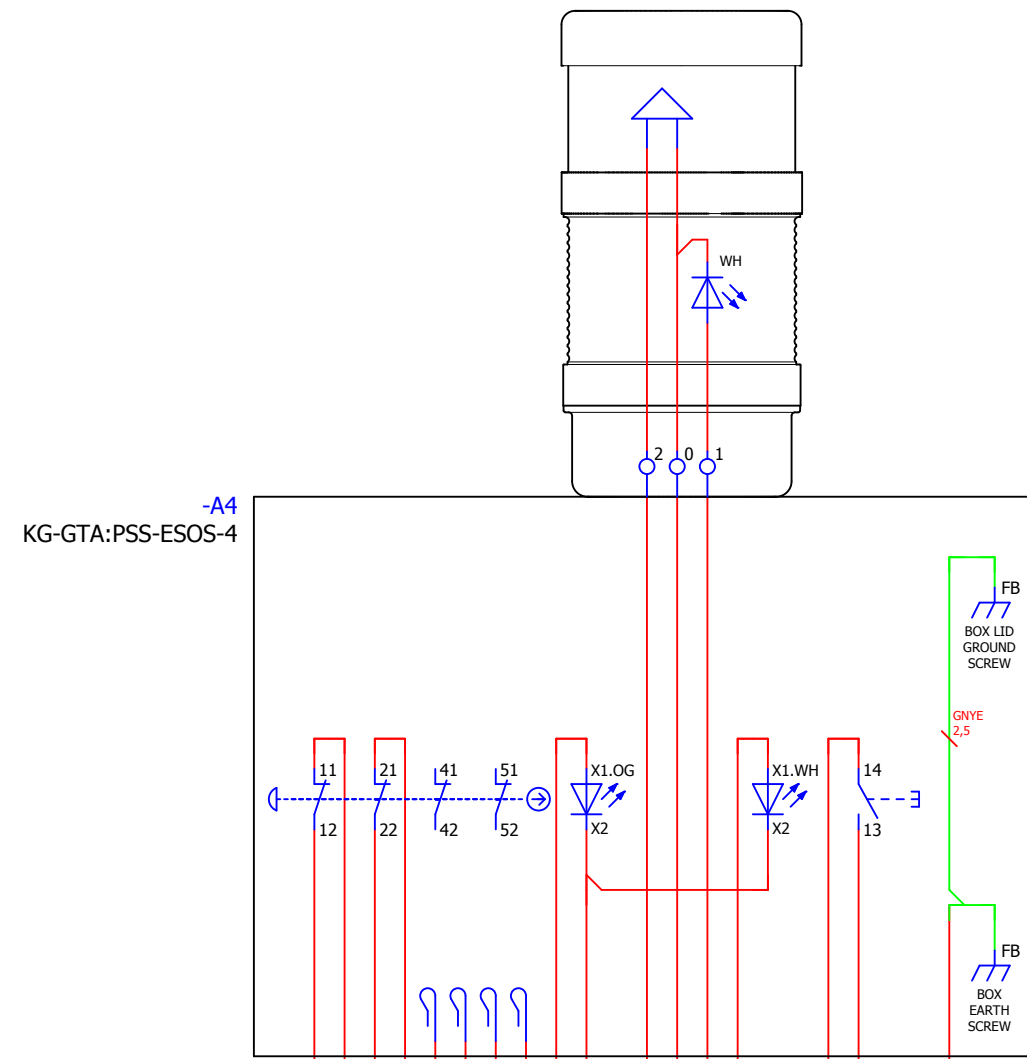 WH
2 0 1
-A4
KG-GTA:PSS-ESOS-4
FB
BOX LID
GROUND
SCREW
GNYE
2,5
11 21 41 51 X1.OG X1.WH 14
12 22 42 52 X2 X2 13
FB
BOX
EARTH
SCREW